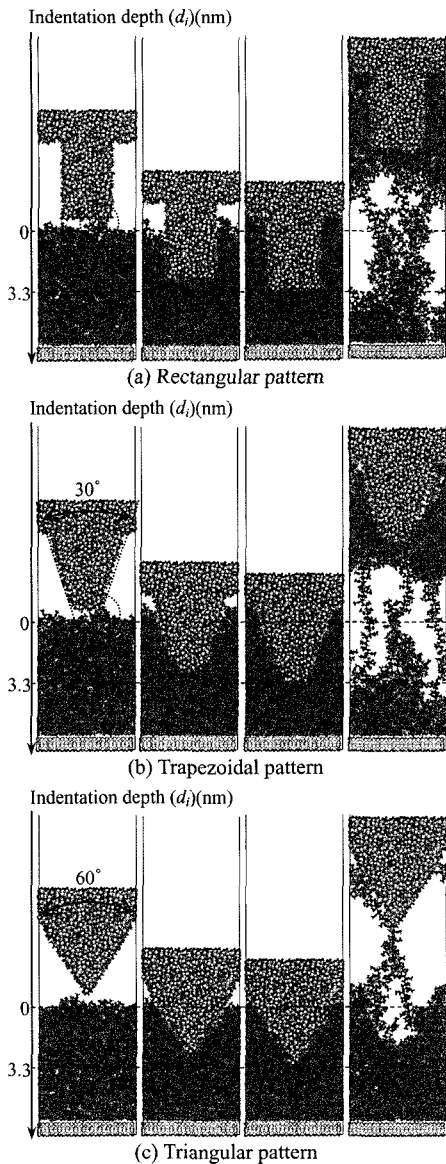 Indentation depth (dᵢ)(nm)
0
3.3
(a) Rectangular pattern
Indentation depth (dᵢ)(nm)
30°
0
3.3
(b) Trapezoidal pattern
Indentation depth (dᵢ)(nm)
60°
0
3.3
(c) Triangular pattern